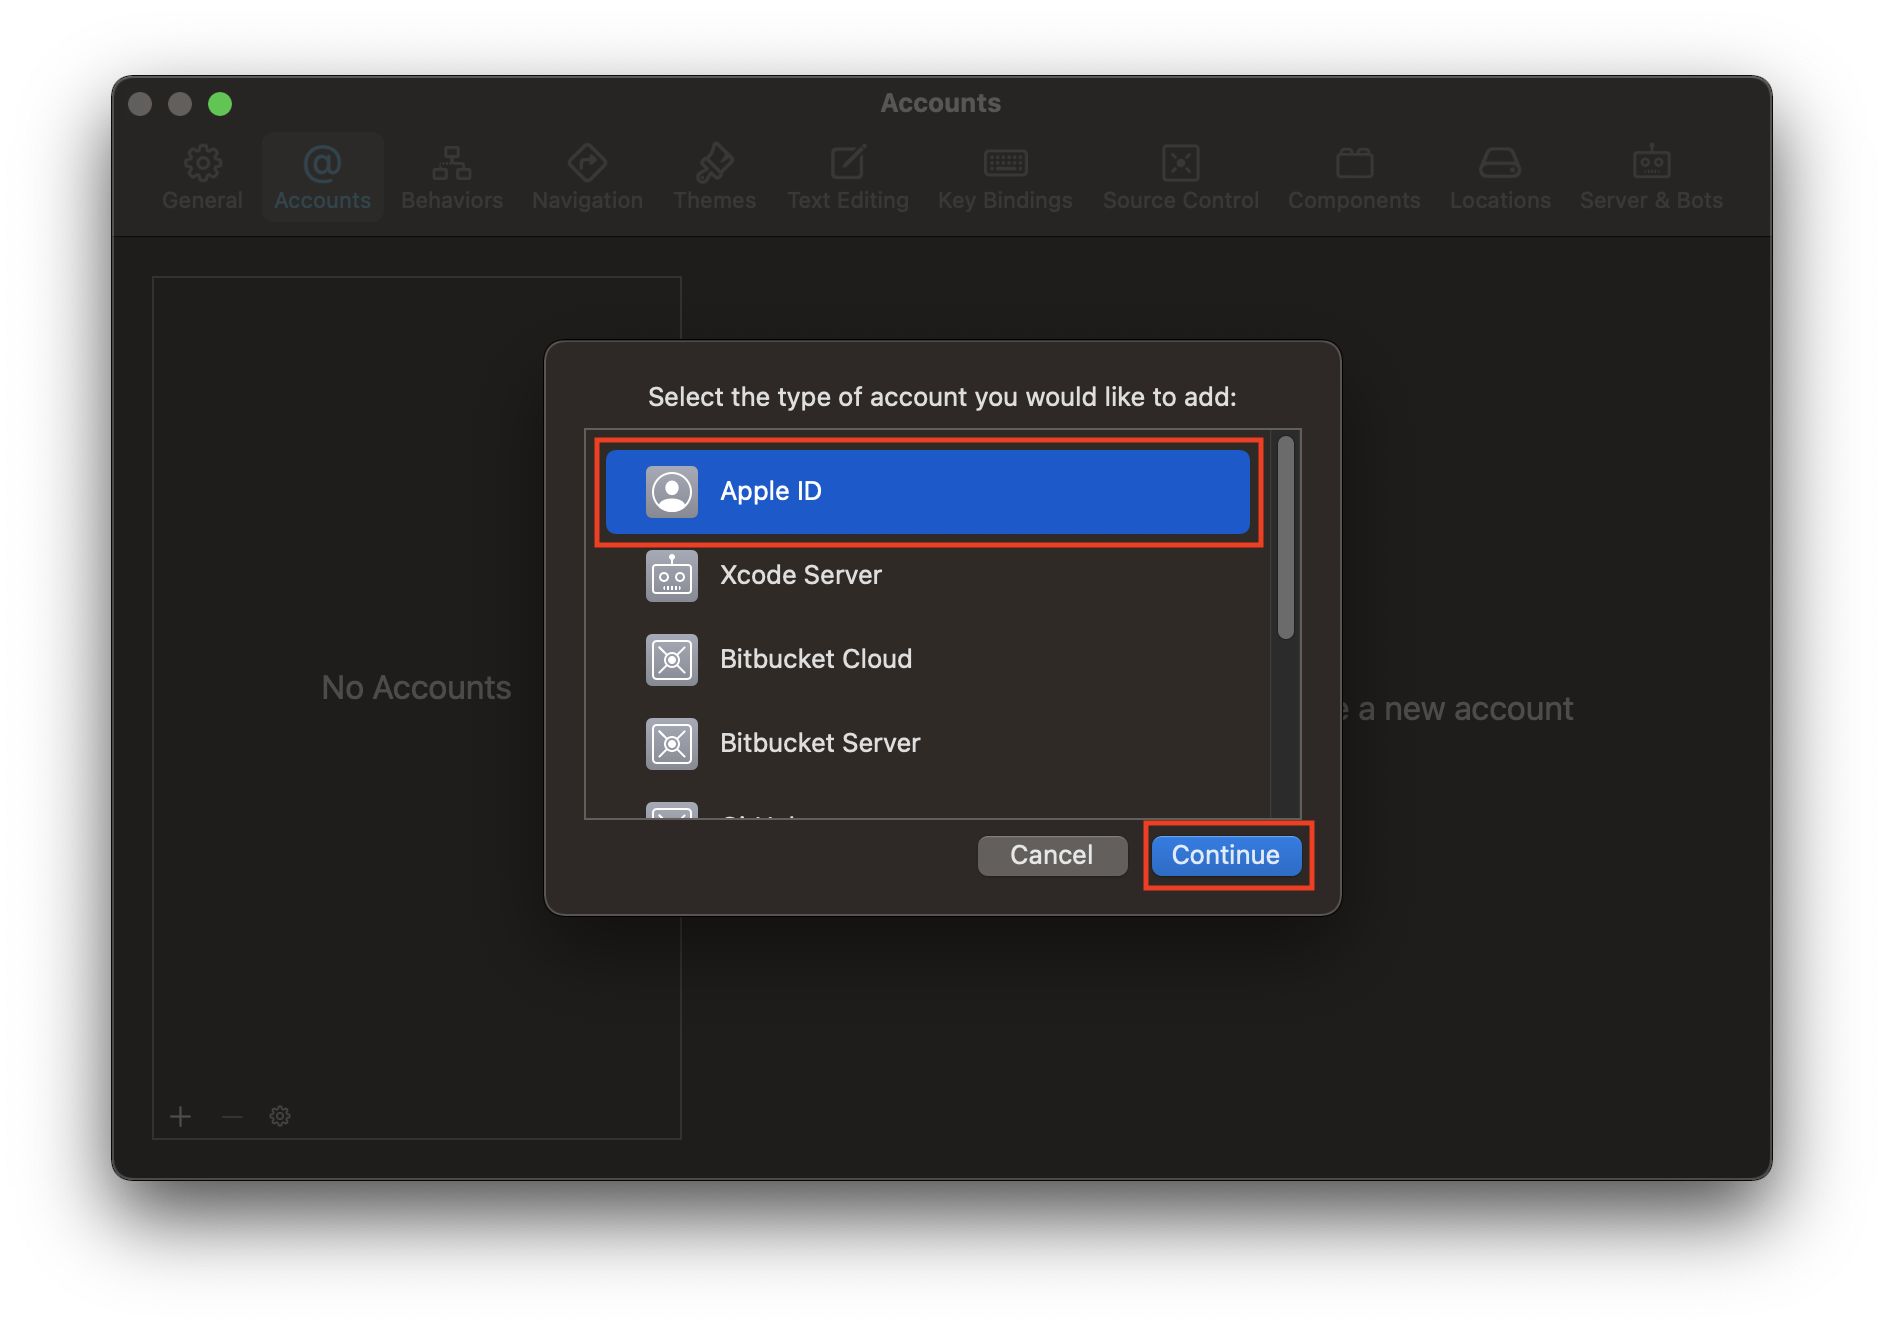 Accounts
General Accounts Behaviors Navigation Themes Text Editing Key Bindings Source Control Components Locations Server & Bots
Select the type of account you would like to add:
Apple ID
Xcode Server
Bitbucket Cloud
Bitbucket Server
Cancel Continue
No Accounts
a new account